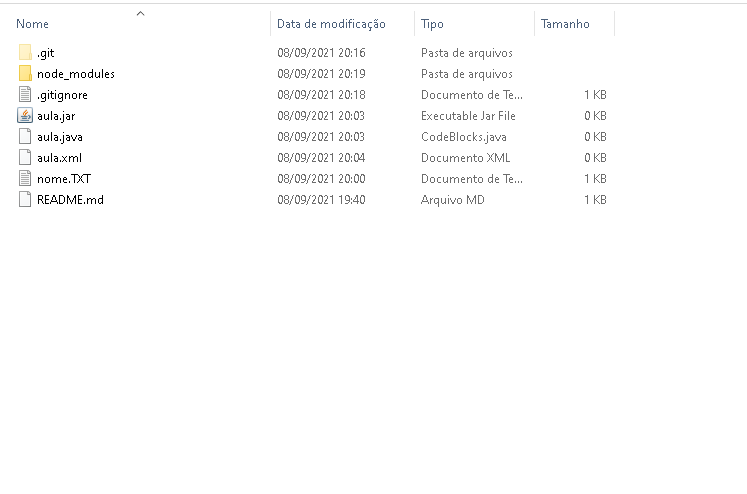 Nome Data de modificação Tipo Tamanho
.git 08/09/2021 20:16 Pasta de arquivos
node_modules 08/09/2021 20:19 Pasta de arquivos
.gitignore 08/09/2021 20:18 Documento de Te... 1 KB
aula.jar 08/09/2021 20:03 Executable Jar File 0 KB
aula.java 08/09/2021 20:03 CodeBlocks.java 0 KB
aula.xml 08/09/2021 20:04 Documento XML 0 KB
nome.TXT 08/09/2021 20:00 Documento de Te... 1 KB
README.md 08/09/2021 19:40 Arquivo MD 1 KB